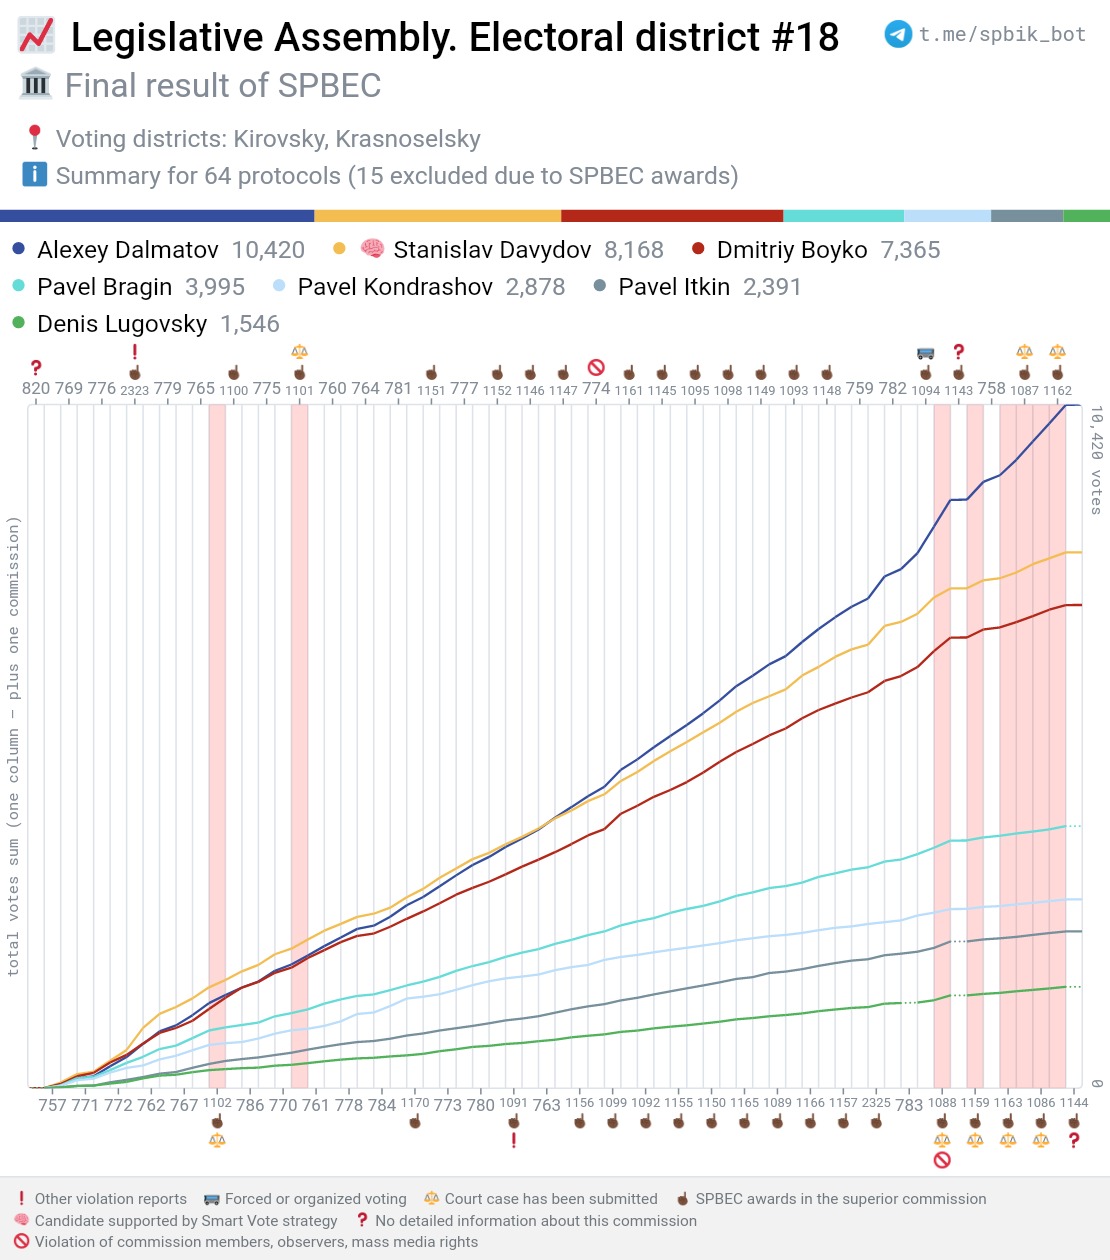 Legislative Assembly. Electoral district #18
t.me/spbik_bot
Final result of SPBEC
Voting districts: Kirovsky, Krasnoselsky
Summary for 64 protocols (15 excluded due to SPBEC awards)
Alexey Dalmatov 10,420 Stanislav Davydov 8,168 Dmitriy Boyko 7,365
Pavel Bragin 3,995 Pavel Kondrashov 2,878 Pavel Itkin 2,391
Denis Lugovsky 1,546
820 769 776 2323 779 765 1100 775 1101 760 764 781 1151 777 1152 1146 1147 774 1161 1145 1095 1098 1149 1093 1148 759 782 1094 1143 758 1087 1162
10,420 votes
total votes sum (one column – plus one commission)
0
757 771 772 762 767 1102 786 770 761 778 784 1170 773 780 1091 763 1156 1099 1092 1155 1150 1165 1089 1166 1157 2325 783 1088 1159 1163 1086 1144
Other violation reports Forced or organized voting Court case has been submitted SPBEC awards in the superior commission
Candidate supported by Smart Vote strategy No detailed information about this commission
Violation of commission members, observers, mass media rights